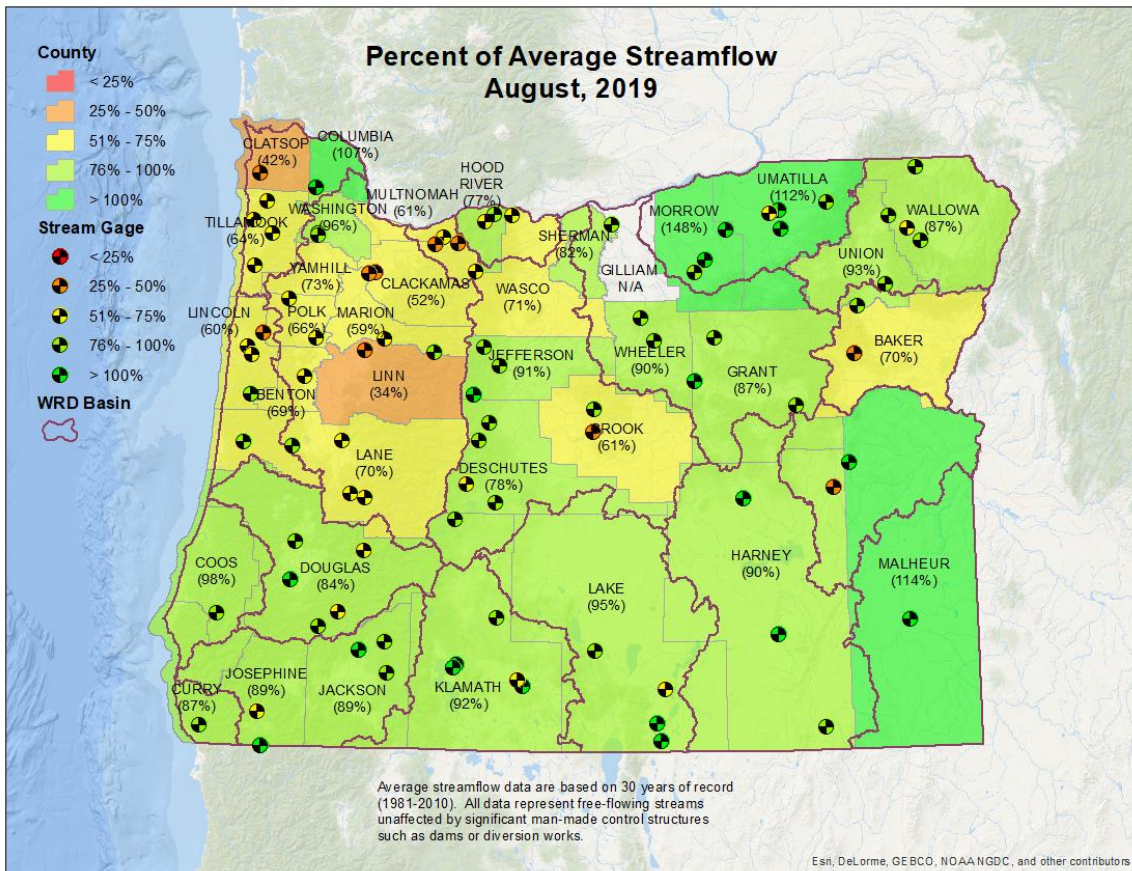 Percent of Average Streamflow
August, 2019
County
< 25%
25% - 50%
51% - 75%
76% - 100%
> 100%
Stream Gage
< 25%
25% - 50%
51% - 75%
76% - 100%
> 100%
WRD Basin
CLATSOP
(42%)
COLUMBIA
(107%)
TILLAMOOK
(64%)
WASHINGTON
(96%)
MULTNOMAH
(61%)
HOOD
RIVER
(77%)
SHERMAN
(82%)
GILLIAM
N/A
MORROW
(148%)
UMATILLA
(112%)
WALLOWA
(87%)
UNION
(93%)
YAMHILL
(73%)
CLACKAMAS
(52%)
WASCO
(71%)
LINCOLN
(60%)
POLK
(66%)
MARION
(59%)
JEFFERSON
(91%)
WHEELER
(90%)
GRANT
(87%)
BAKER
(70%)
BENTON
(69%)
LINN
(34%)
CROOK
(61%)
LANE
(70%)
DESCHUTES
(78%)
COOS
(98%)
DOUGLAS
(84%)
LAKE
(95%)
HARNEY
(90%)
MALHEUR
(114%)
CURRY
(87%)
JOSEPHINE
(89%)
JACKSON
(89%)
KLAMATH
(92%)
Average streamflow data are based on 30 years of record
(1981-2010).  All data represent free-flowing streams
unaffected by significant man-made control structures
such as dams or diversion works.
Esri, DeLorme, GEBCO, NOAA NGDC, and other contributors